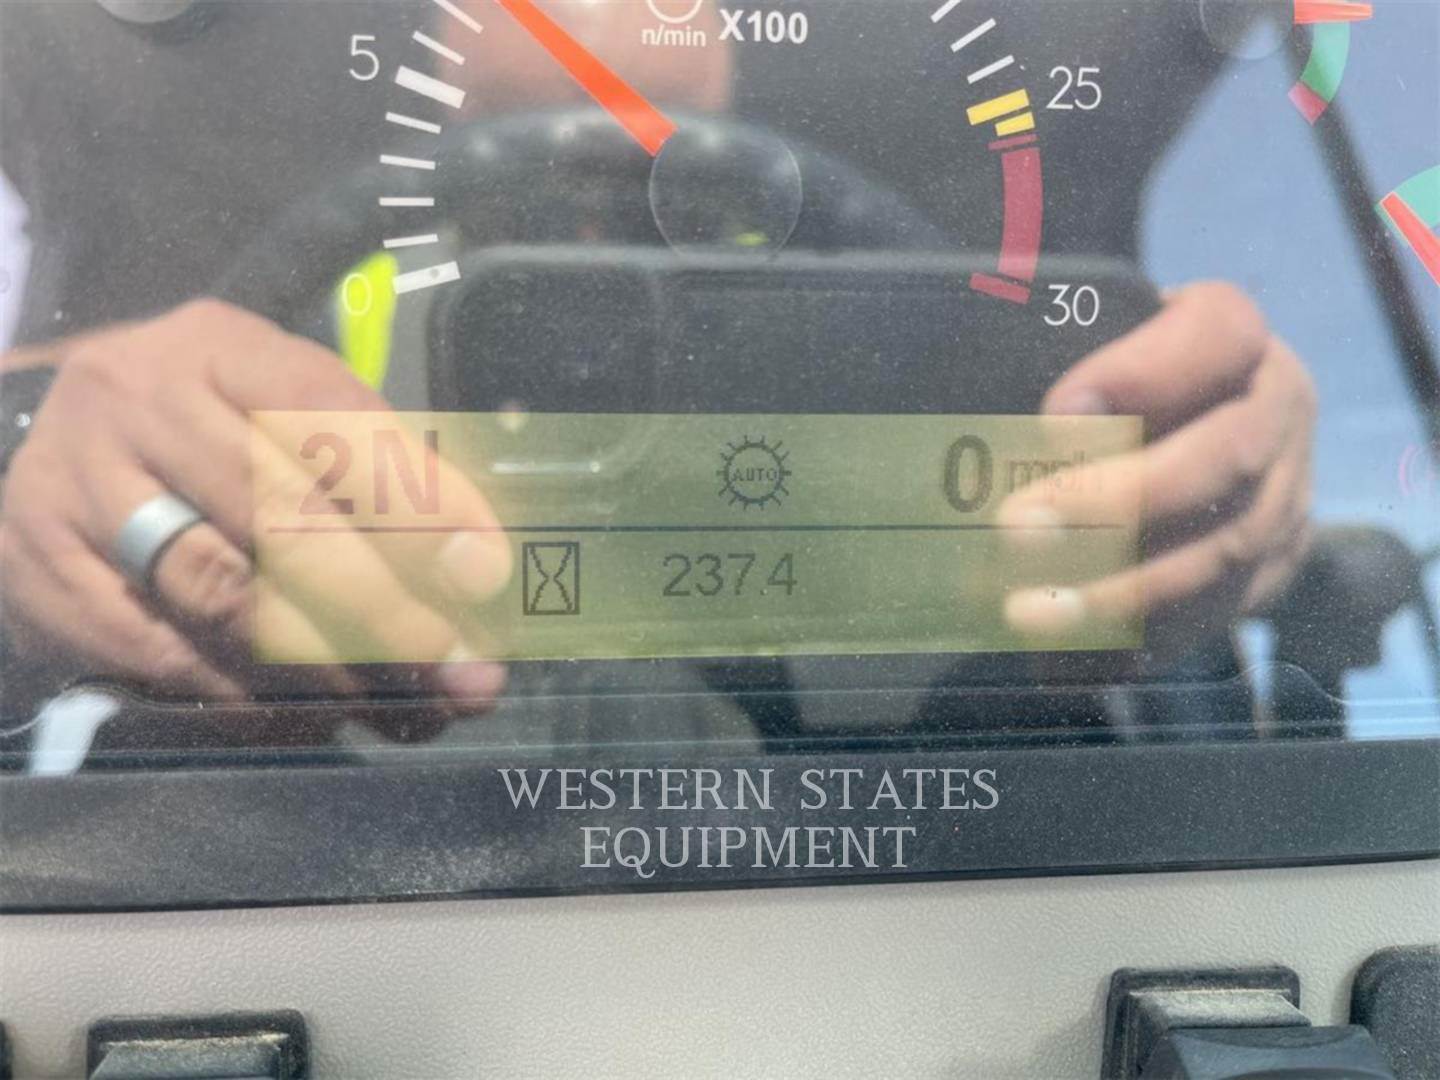 n/min X100
5
25
0
30
2N AUTO 0 mph
237.4
WESTERN STATES
EQUIPMENT